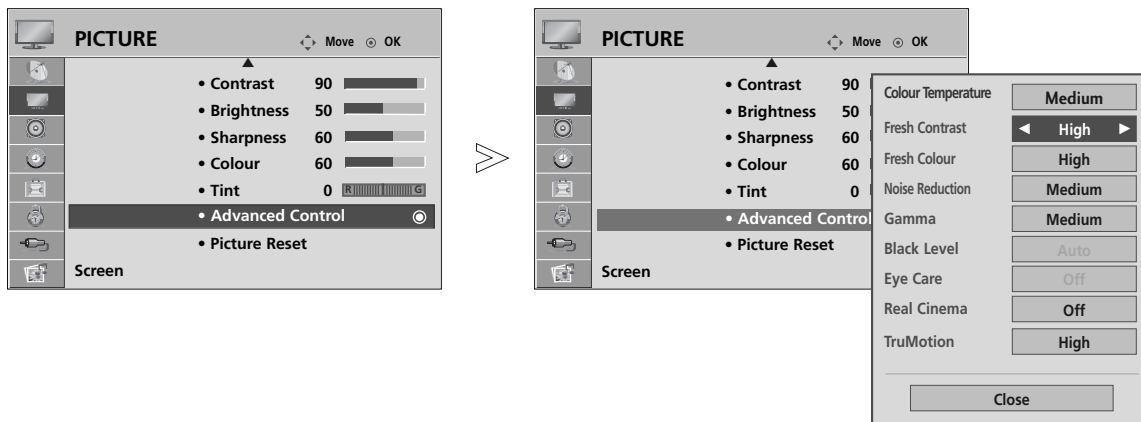 PICTURE Move OK
• Contrast 90
• Brightness 50
• Sharpness 60
• Colour 60
• Tint 0 R G
• Advanced Control
• Picture Reset
Screen
PICTURE Move OK
• Contrast 90
• Brightness 50
• Sharpness 60
• Colour 60
• Tint 0
• Advanced Control
• Picture Reset
Screen
Colour Temperature Medium
Fresh Contrast ◄ High ►
Fresh Colour High
Noise Reduction Medium
Gamma Medium
Black Level Auto
Eye Care Off
Real Cinema Off
TruMotion High
Close